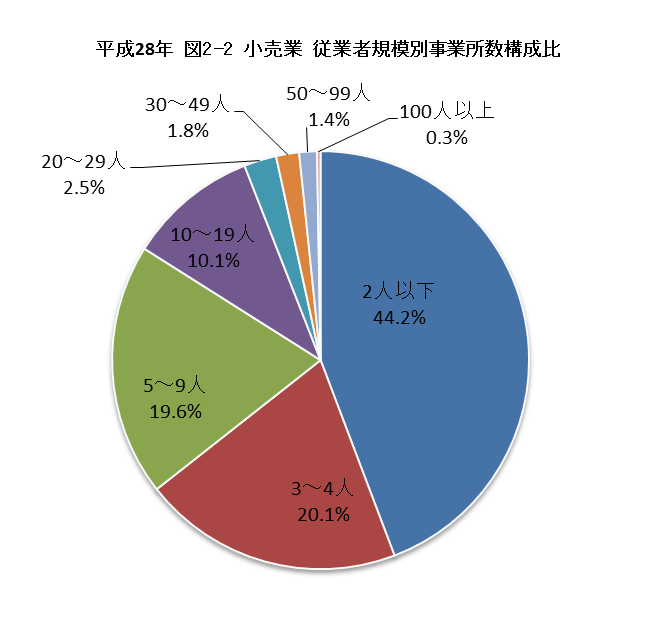 平成28年 図2-2 小売業 従業者規模別事業所数構成比
50～99人
1.4%
30～49人
1.8%
100人以上
0.3%
20～29人
2.5%
10～19人
10.1%
2人以下
44.2%
5～9人
19.6%
3～4人
20.1%